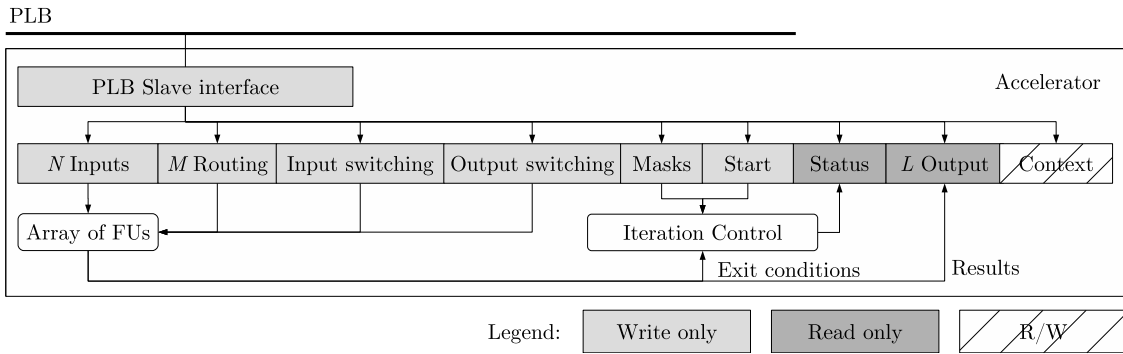 PLB
PLB Slave interface
Accelerator
N Inputs M Routing Input switching Output switching Masks Start Status L Output Context
Array of FUs Iteration Control
Exit conditions Results
Legend: Write only Read only R/W